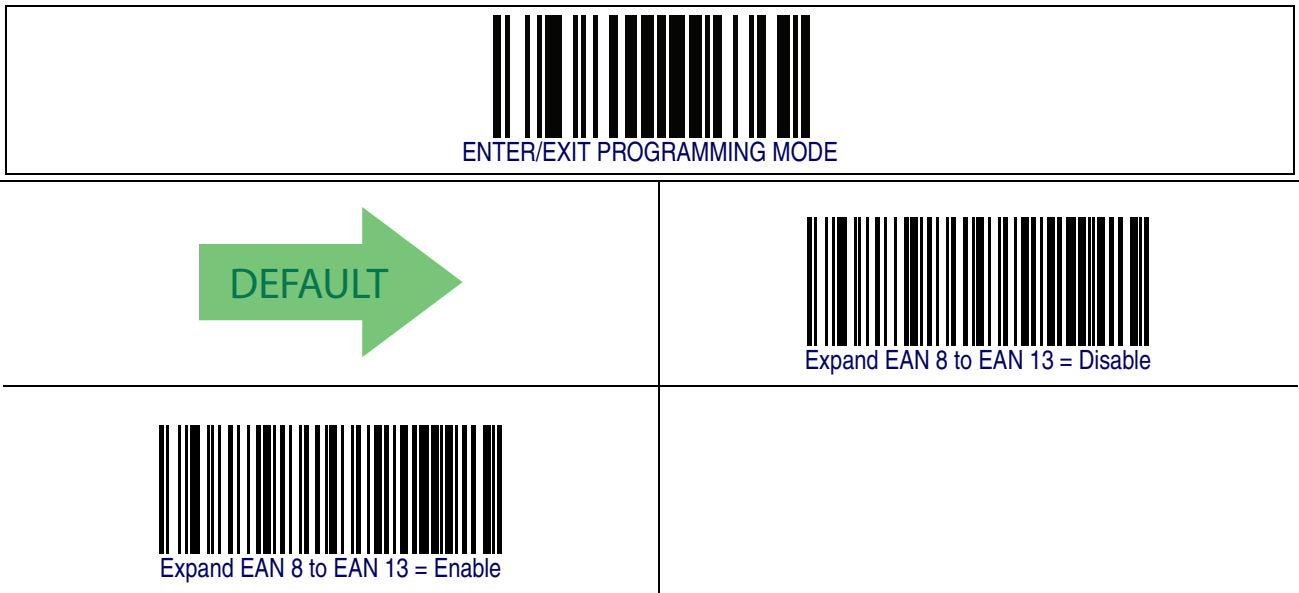 ENTER/EXIT PROGRAMMING MODE
DEFAULT
Expand EAN 8 to EAN 13 = Disable
Expand EAN 8 to EAN 13 = Enable